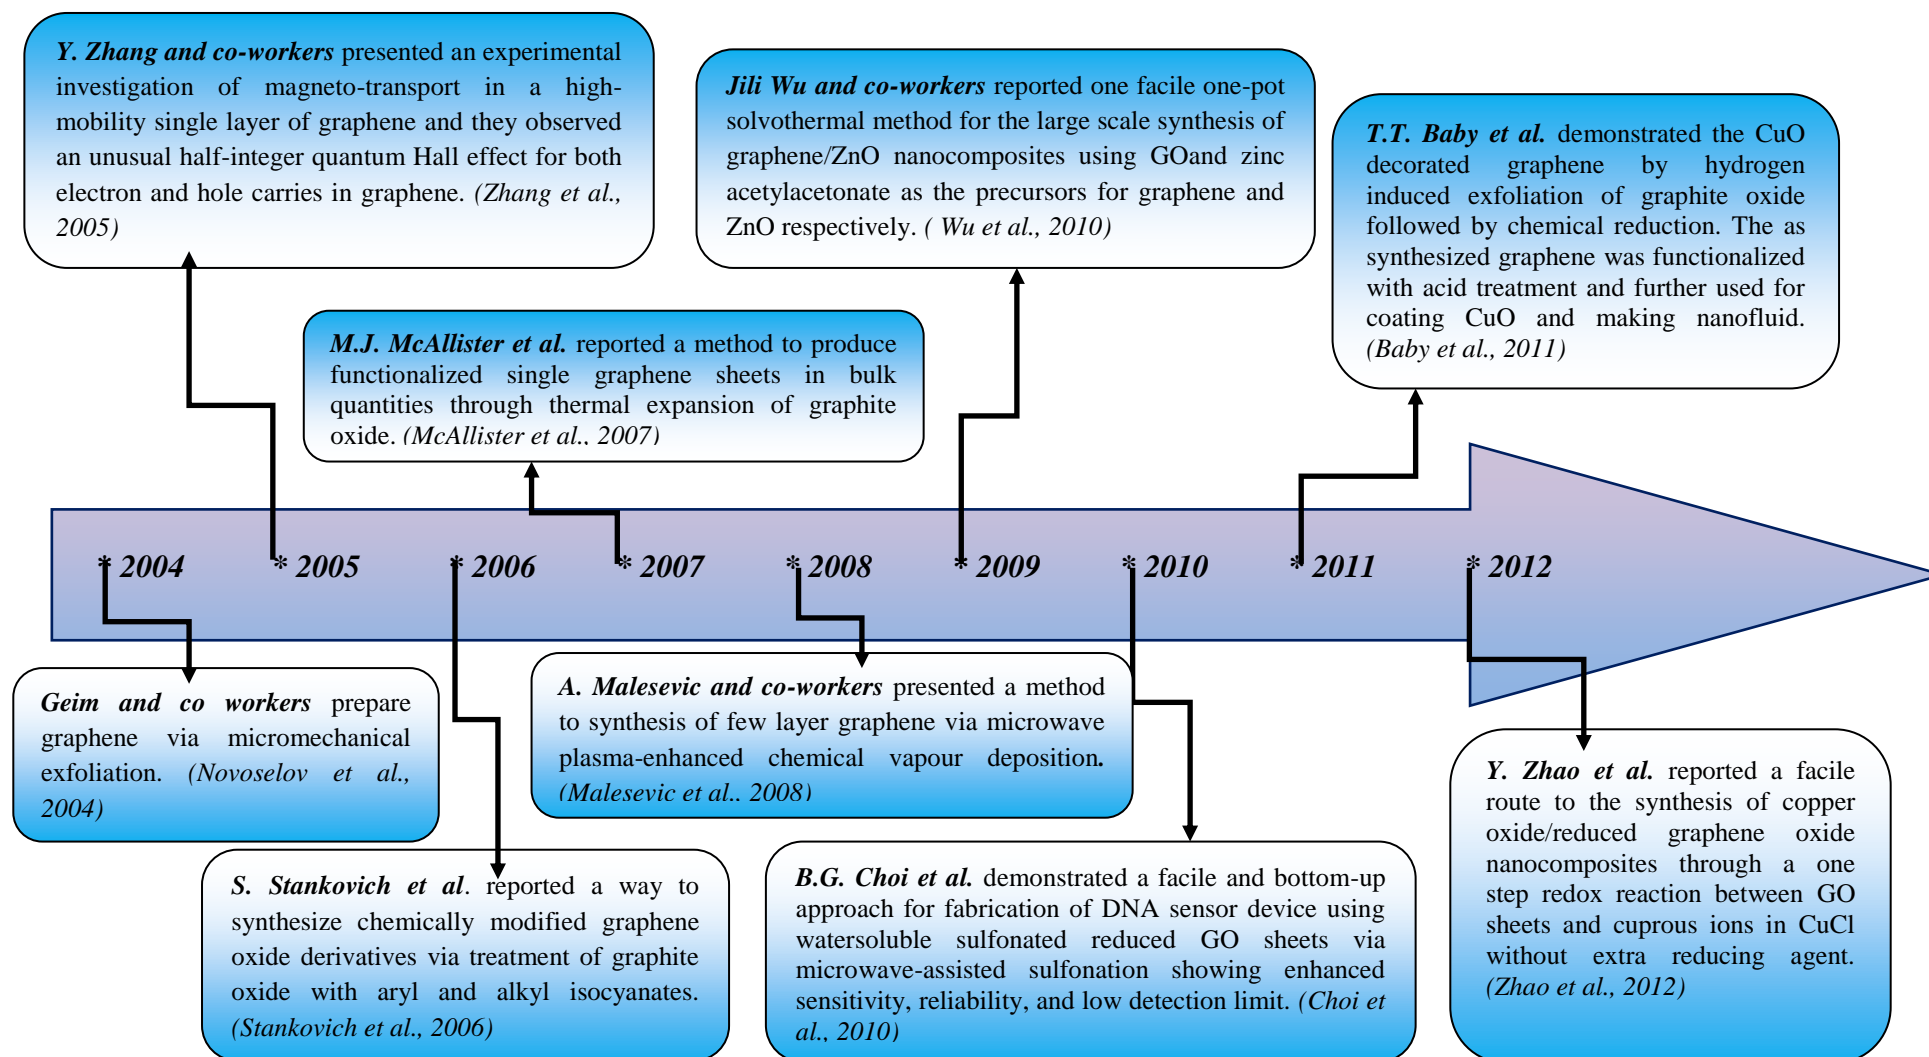 Y. Zhang and co-workers presented an experimental
investigation of magneto-transport in a high-
mobility single layer of graphene and they observed
an unusual half-integer quantum Hall effect for both
electron and hole carries in graphene. (Zhang et al.,
2005)
Jili Wu and co-workers reported one facile one-pot
solvothermal method for the large scale synthesis of
graphene/ZnO nanocomposites using GOand zinc
acetylacetonate as the precursors for graphene and
ZnO respectively. ( Wu et al., 2010)
T.T. Baby et al. demonstrated the CuO
decorated graphene by hydrogen
induced exfoliation of graphite oxide
followed by chemical reduction. The as
synthesized graphene was functionalized
with acid treatment and further used for
coating CuO and making nanofluid.
(Baby et al., 2011)
M.J. McAllister et al. reported a method to produce
functionalized single graphene sheets in bulk
quantities through thermal expansion of graphite
oxide. (McAllister et al., 2007)
* 2004
* 2005
* 2006
* 2007
* 2008
* 2009
* 2010
* 2011
* 2012
Geim and co workers prepare
graphene via micromechanical
exfoliation. (Novoselov et al.,
2004)
A. Malesevic and co-workers presented a method
to synthesis of few layer graphene via microwave
plasma-enhanced chemical vapour deposition.
(Malesevic et al., 2008)
Y. Zhao et al. reported a facile
route to the synthesis of copper
oxide/reduced graphene oxide
nanocomposites through a one
step redox reaction between GO
sheets and cuprous ions in CuCl
without extra reducing agent.
(Zhao et al., 2012)
S. Stankovich et al. reported a way to
synthesize chemically modified graphene
oxide derivatives via treatment of graphite
oxide with aryl and alkyl isocyanates.
(Stankovich et al., 2006)
B.G. Choi et al. demonstrated a facile and bottom-up
approach for fabrication of DNA sensor device using
watersoluble sulfonated reduced GO sheets via
microwave-assisted sulfonation showing enhanced
sensitivity, reliability, and low detection limit. (Choi et
al., 2010)